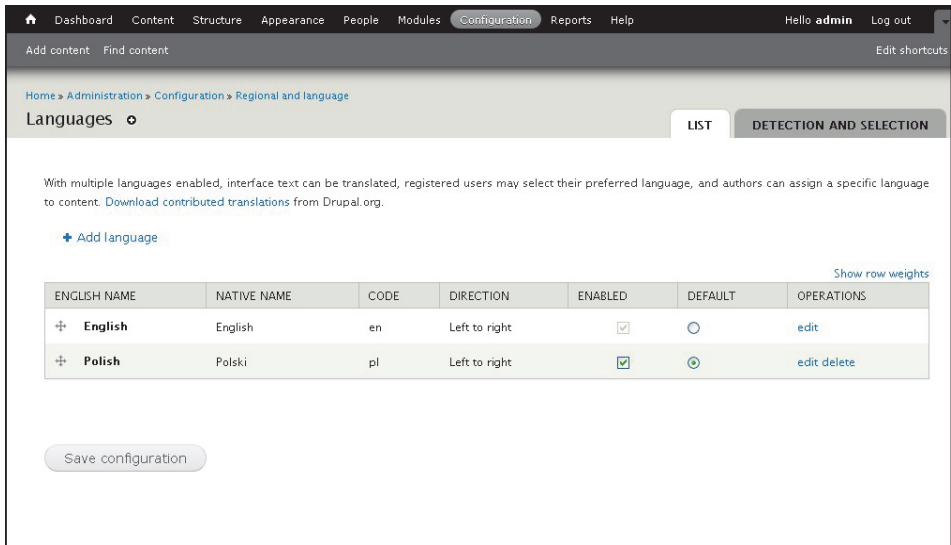 Dashboard Content Structure Appearance People Modules Configuration Reports Help Hello admin Log out
Add content Find content Edit shortcuts
Home » Administration » Configuration » Regional and language
Languages
LIST DETECTION AND SELECTION
With multiple languages enabled, interface text can be translated, registered users may select their preferred language, and authors can assign a specific language
to content. Download contributed translations from Drupal.org.
Add language
Show row weights
ENGLISH NAME NATIVE NAME CODE DIRECTION ENABLED DEFAULT OPERATIONS
English English en Left to right edit
Polish Polski pl Left to right edit delete
Save configuration